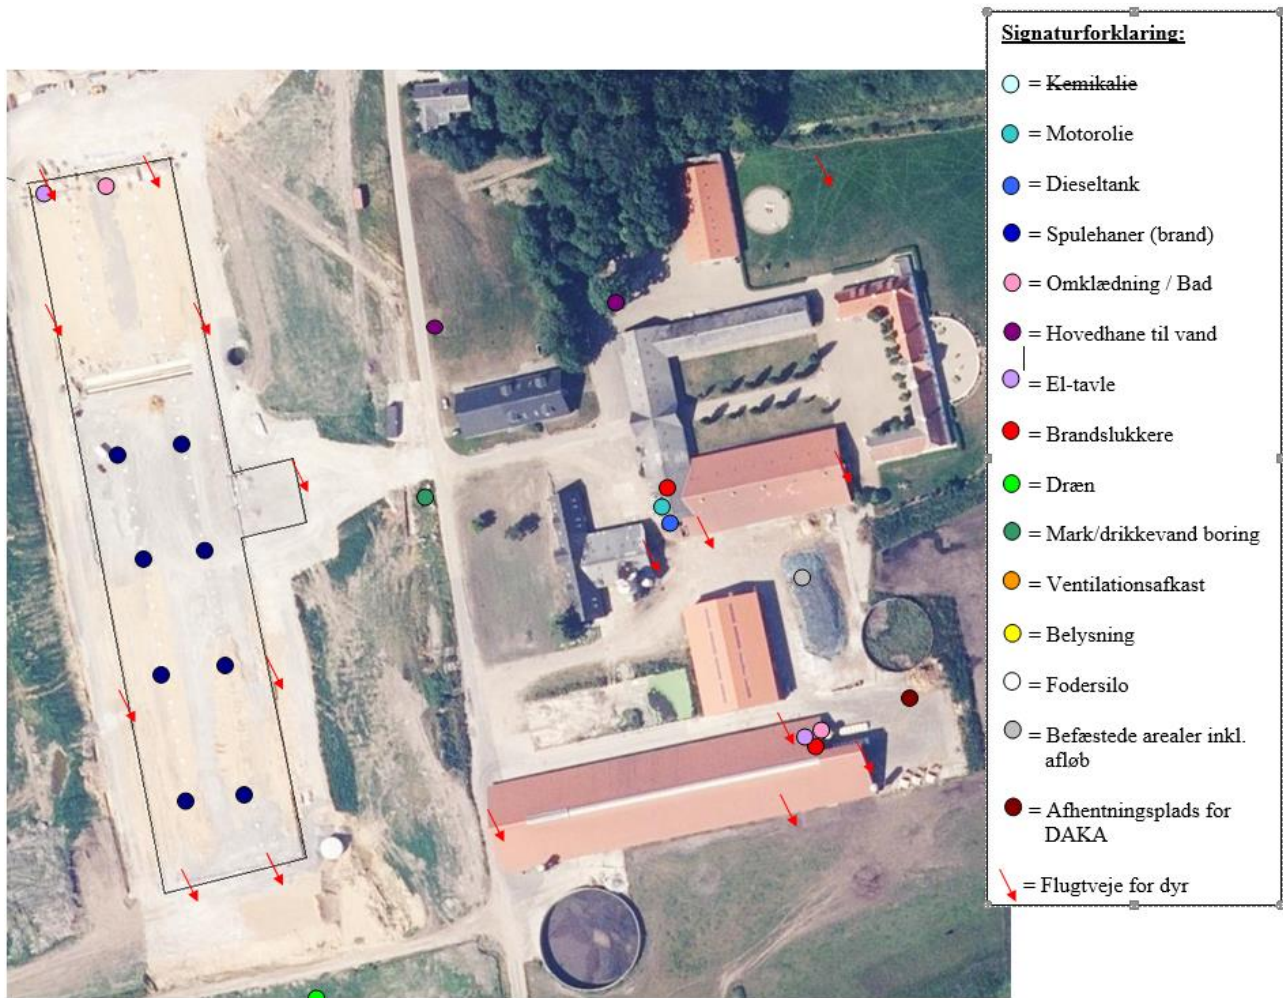 Signaturforklaring:
= Kemikalie
= Motorolie
= Dieseltank
= Spulehaner (brand)
= Omklædning / Bad
= Hovedhane til vand
= El-tavle
= Brandslukkere
= Dræn
= Mark/drikkevand boring
= Ventilationsafkast
= Belysning
= Fodersilo
= Befæstede arealer inkl.
afløb
= Afhentningsplads for
DAKA
= Flugtveje for dyr